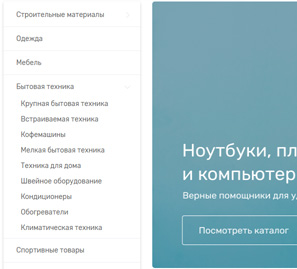 Строительные материалы
Одежда
Мебель
Бытовая техника
Крупная бытовая техника
Встраиваемая техника
Кофемашины
Мелкая бытовая техника
Техника для дома
Швейное оборудование
Кондиционеры
Обогреватели
Климатическая техника
Спортивные товары
Ноутбуки,
и компьютер
Верные помощники для
Посмотреть каталог